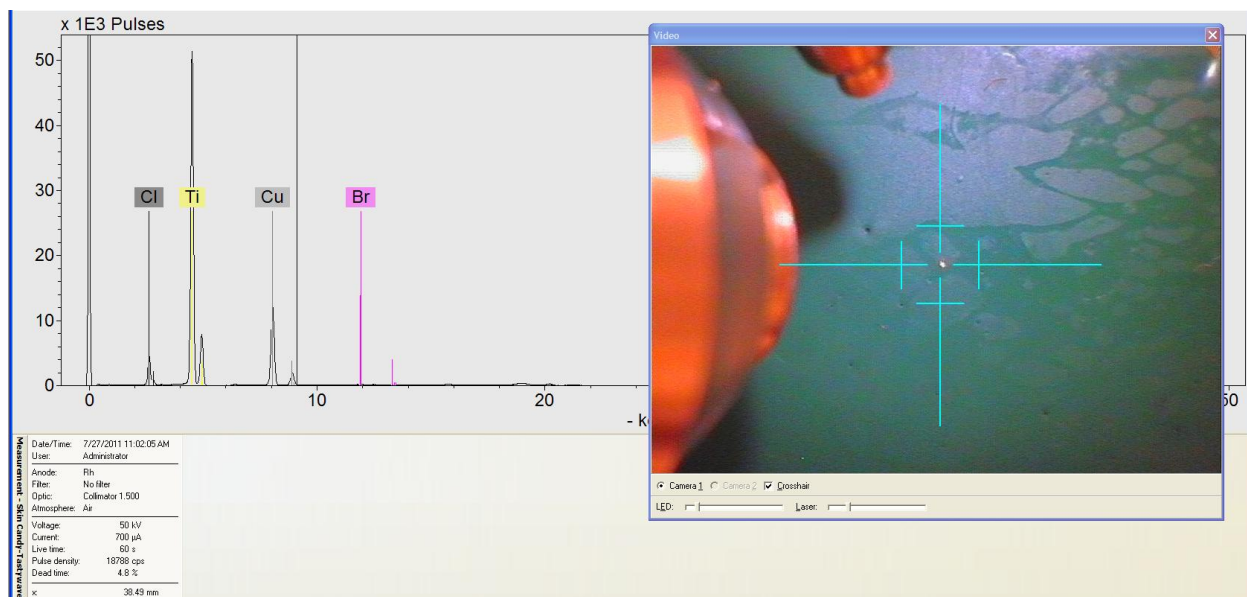 x 1E3 Pulses
50
40
30
20
10
0
Cl
Ti
Cu
Br
0
10
20
- k
Video
Camera 1
Camera 2
Crosshair
LED:
Laser:
Measurement - Skin Candy-Tastywave
Date/Time: 7/27/2011 11:02:05 AM
User: Administrator
Anode: Rh
Filter: No filter
Optic: Collimator 1.500
Atmosphere: Air
Voltage: 50 kV
Current: 700 µA
Live time: 60 s
Pulse density: 18788 cps
Dead time: 4.8 %
x: 38.49 mm